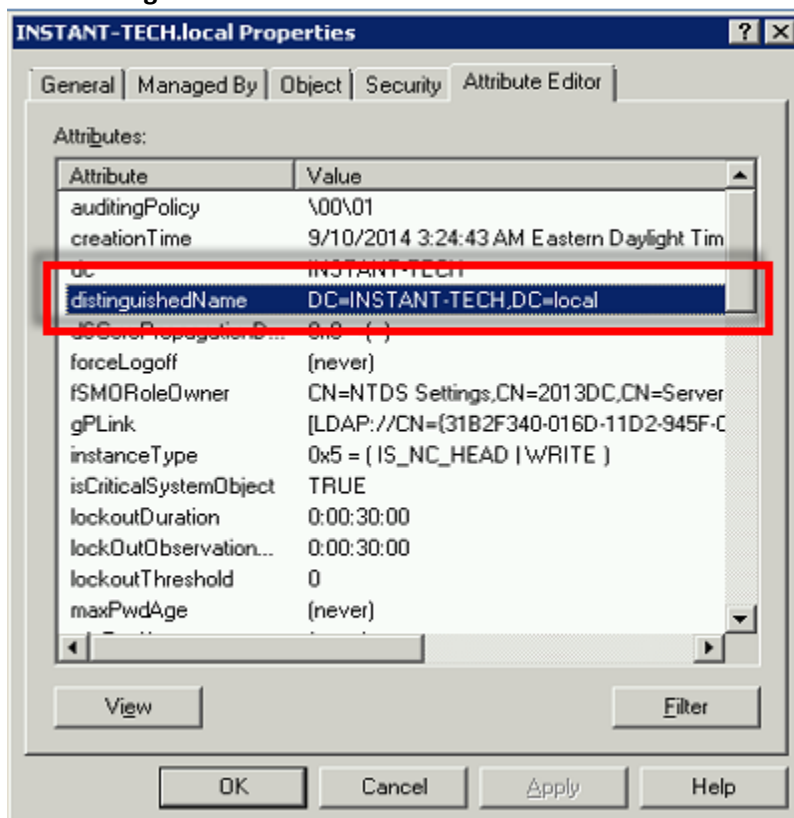 INSTANT-TECH.local Properties
General Managed By Object Security Attribute Editor
Attributes:
Attribute Value
auditingPolicy \00\01
creationTime 9/10/2014 3:24:43 AM Eastern Daylight Tim
dc INSTANT-TECH
distinguishedName DC=INSTANT-TECH,DC=local
forceLogoff (never)
fSMORoleOwner CN=NTDS Settings,CN=2013DC,CN=Server
gPLink [LDAP://CN={31B2F340-016D-11D2-945F-C
instanceType 0x5 = ( IS_NC_HEAD | WRITE )
isCriticalSystemObject TRUE
lockoutDuration 0:00:30:00
lockOutObservation... 0:00:30:00
lockoutThreshold 0
maxPwdAge (never)
View Filter
OK Cancel Apply Help